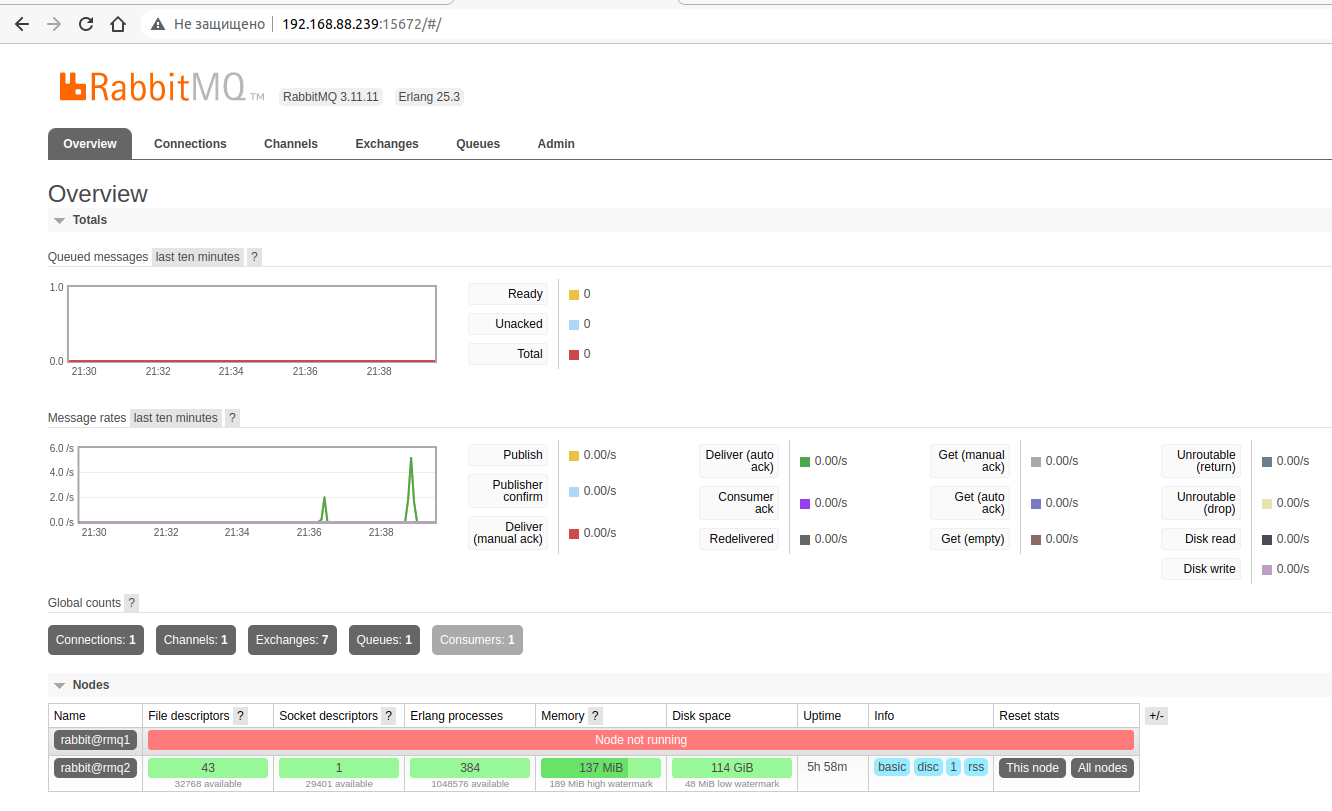 Не защищено 192.168.88.239:15672/#/
RabbitMQ TM RabbitMQ 3.11.11 Erlang 25.3
Overview Connections Channels Exchanges Queues Admin
Overview
Totals
Queued messages last ten minutes ?
1.0
0.0
21:30 21:32 21:34 21:36 21:38
Ready 0
Unacked 0
Total 0
Message rates last ten minutes ?
6.0 /s
4.0 /s
2.0 /s
0.0 /s
21:30 21:32 21:34 21:36 21:38
Publish 0.00/s
Publisher
confirm 0.00/s
Deliver
(manual ack) 0.00/s
Deliver (auto
ack) 0.00/s
Consumer
ack 0.00/s
Redelivered 0.00/s
Get (manual
ack) 0.00/s
Get (auto
ack) 0.00/s
Get (empty) 0.00/s
Unroutable
(return) 0.00/s
Unroutable
(drop) 0.00/s
Disk read 0.00/s
Disk write 0.00/s
Global counts ?
Connections: 1 Channels: 1 Exchanges: 7 Queues: 1 Consumers: 1
Nodes
Name File descriptors ? Socket descriptors ? Erlang processes Memory ? Disk space Uptime Info Reset stats +/-
rabbit@rmq1 Node not running
rabbit@rmq2 43 1 384 137 MiB 114 GiB 5h 58m basic disc 1 rss This node All nodes
32768 available 29401 available 1048576 available 189 MiB high watermark 48 MiB low watermark